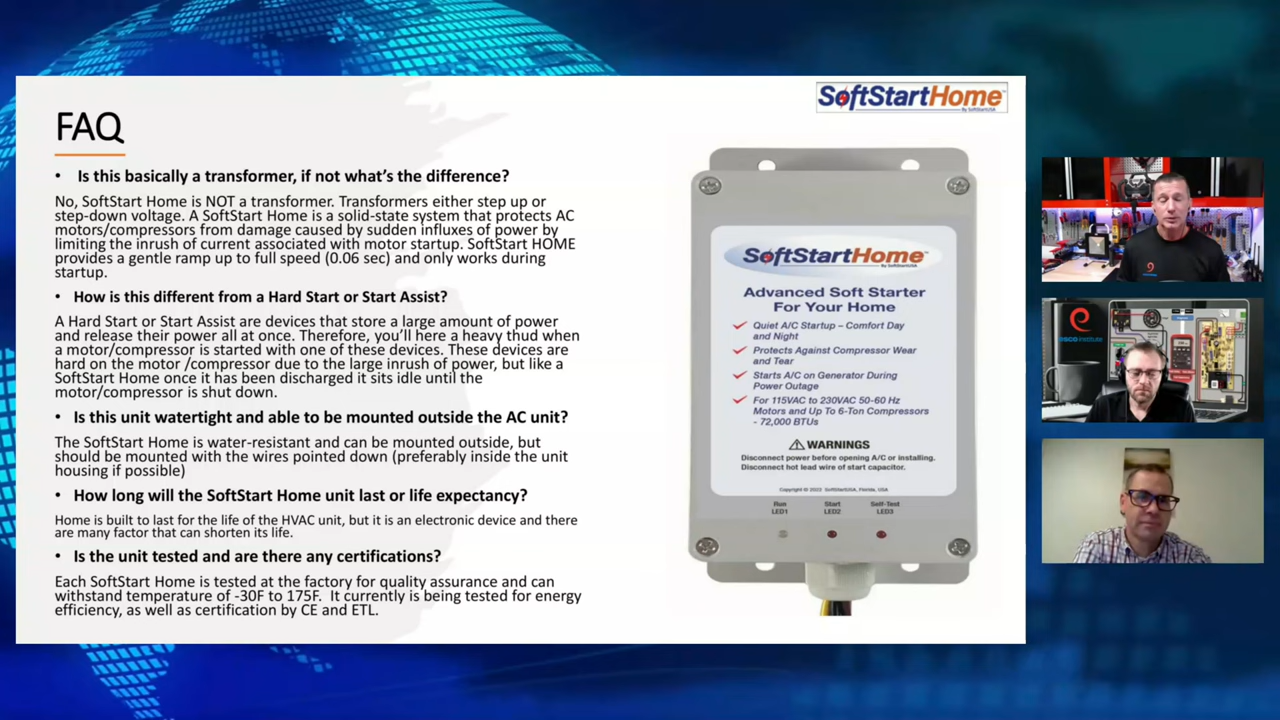 SoftStartHome™
By SoftStartUSA
FAQ
• Is this basically a transformer, if not what's the difference?
No, SoftStart Home is NOT a transformer. Transformers either step up or
step-down voltage. A SoftStart Home is a solid-state system that protects AC
motors/compressors from damage caused by sudden influxes of power by
limiting the inrush of current associated with motor startup. SoftStart HOME
provides a gentle ramp up to full speed (0.06 sec) and only works during
startup.
• How is this different from a Hard Start or Start Assist?
A Hard Start or Start Assist are devices that store a large amount of power
and release their power all at once. Therefore, you'll here a heavy thud when
a motor/compressor is started with one of these devices. These devices are
hard on the motor /compressor due to the large inrush of power, but like a
SoftStart Home once it has been discharged it sits idle until the
motor/compressor is shut down.
• Is this unit watertight and able to be mounted outside the AC unit?
The SoftStart Home is water-resistant and can be mounted outside, but
should be mounted with the wires pointed down (preferably inside the unit
housing if possible)
• How long will the SoftStart Home unit last or life expectancy?
Home is built to last for the life of the HVAC unit, but it is an electronic device and there
are many factor that can shorten its life.
• Is the unit tested and are there any certifications?
Each SoftStart Home is tested at the factory for quality assurance and can
withstand temperature of -30F to 175F. It currently is being tested for energy
efficiency, as well as certification by CE and ETL.
SoftStartHome™
By SoftStartUSA
Advanced Soft Starter
For Your Home
Quiet A/C Startup – Comfort Day
and Night
Protects Against Compressor Wear
and Tear
Starts A/C on Generator During
Power Outage
For 115VAC to 230VAC 50-60 Hz
Motors and Up To 6-Ton Compressors
- 72,000 BTUs
WARNINGS
Disconnect power before opening A/C or installing.
Disconnect hot lead wire of start capacitor.
Copyright © 2023 SoftStartUSA, Florida, USA
Run Start Self-Test
LED1 LED2 LED3
e
esco institute